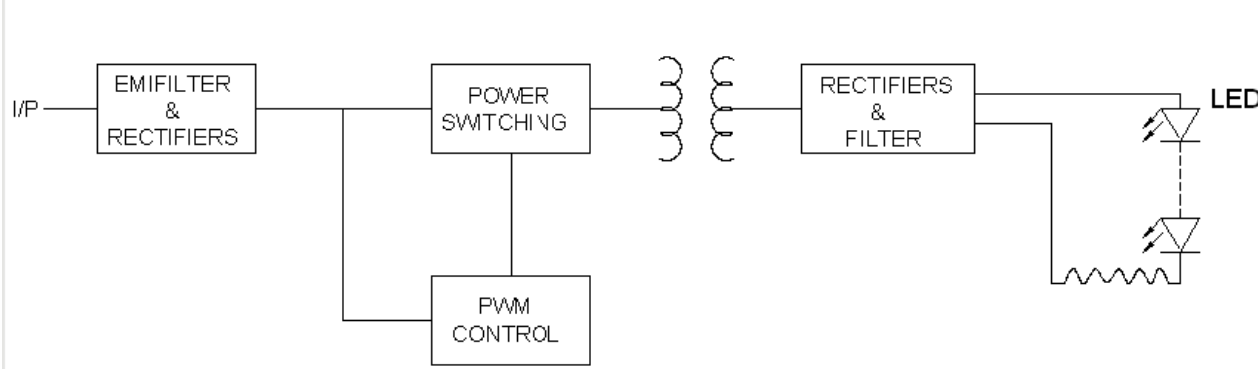 I/P
EMIFILTER
&
RECTIFIERS
POWER
SWITCHING
PWM
CONTROL
RECTIFIERS
&
FILTER
LED